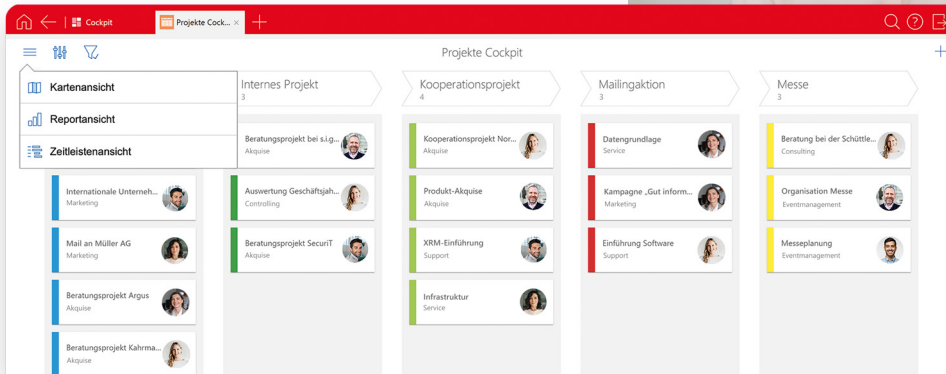 Cockpit
Projekte Cock...
Projekte Cockpit
Kartenansicht
Reportansicht
Zeitleistenansicht
Internes Projekt
3
Kooperationsprojekt
4
Mailingaktion
3
Messe
3
Internationale Unterneh...
Marketing
Mail an Müller AG
Marketing
Beratungsprojekt Argus
Akquise
Beratungsprojekt Kahrma...
Akquise
Beratungsprojekt bei s.i.g...
Akquise
Auswertung Geschäftsjah...
Controlling
Beratungsprojekt SecuriT
Akquise
Kooperationsprojekt Nor...
Akquise
Produkt-Akquise
Akquise
XRM-Einführung
Support
Infrastruktur
Service
Datengrundlage
Service
Kampagne „Gut inform...
Marketing
Einführung Software
Support
Beratung bei der Schüttle...
Consulting
Organisation Messe
Eventmanagement
Messeplanung
Eventmanagement